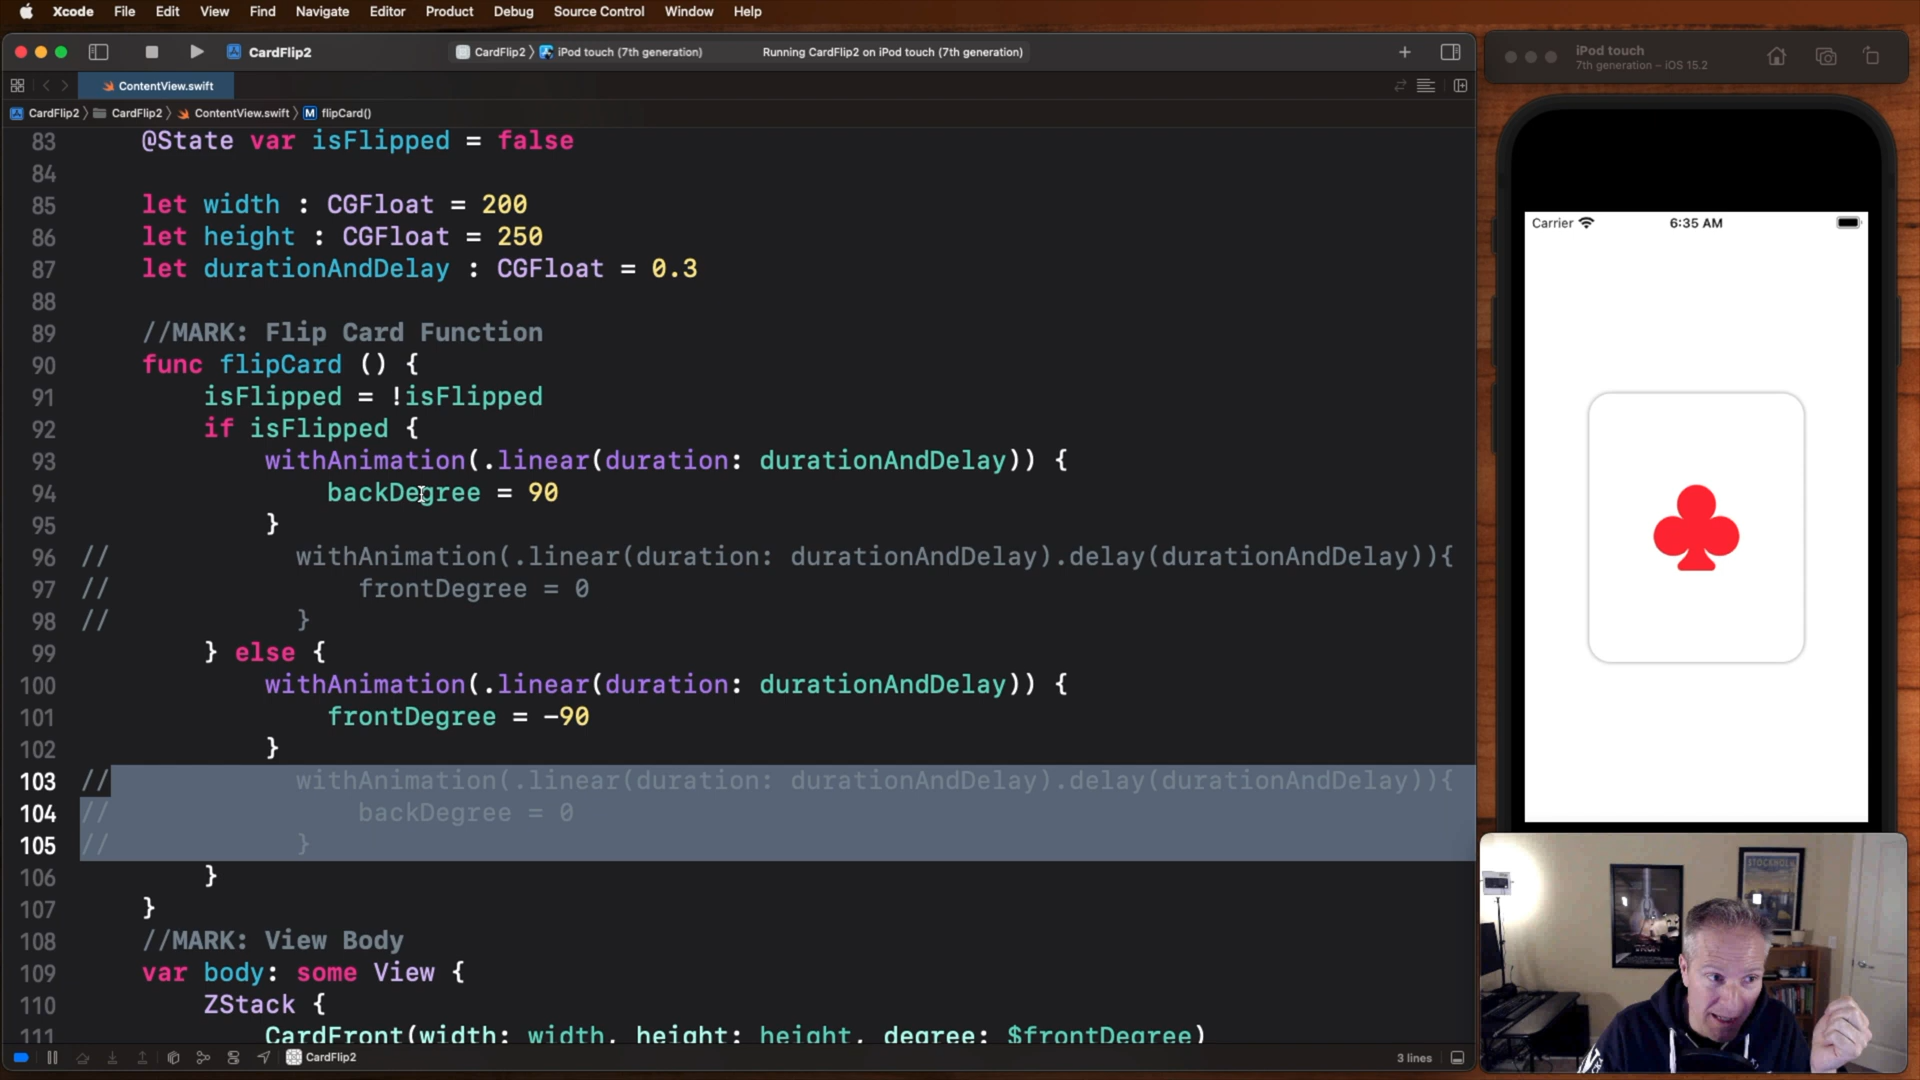 Xcode File Edit View Find Navigate Editor Product Debug Source Control Window Help
CardFlip2
CardFlip2 〉 iPod touch (7th generation)
Running CardFlip2 on iPod touch (7th generation)
ContentView.swift
CardFlip2 〉 CardFlip2 〉 ContentView.swift 〉 M flipCard()
83 @State var isFlipped = false
84
85 let width : CGFloat = 200
86 let height : CGFloat = 250
87 let durationAndDelay : CGFloat = 0.3
88
89 //MARK: Flip Card Function
90 func flipCard () {
91 isFlipped = !isFlipped
92 if isFlipped {
93 withAnimation(.linear(duration: durationAndDelay)) {
94 backDegree = 90
95 }
96 // withAnimation(.linear(duration: durationAndDelay).delay(durationAndDelay)){
97 // frontDegree = 0
98 // }
99 } else {
100 withAnimation(.linear(duration: durationAndDelay)) {
101 frontDegree = -90
102 }
103 // withAnimation(.linear(duration: durationAndDelay).delay(durationAndDelay)){
104 // backDegree = 0
105 // }
106 }
107 }
108 //MARK: View Body
109 var body: some View {
110 ZStack {
111 CardFront(width: width, height: height, degree: $frontDegree)
CardFlip2
3 lines
iPod touch
7th generation – iOS 15.2
Carrier 6:35 AM
STOCKHOLM